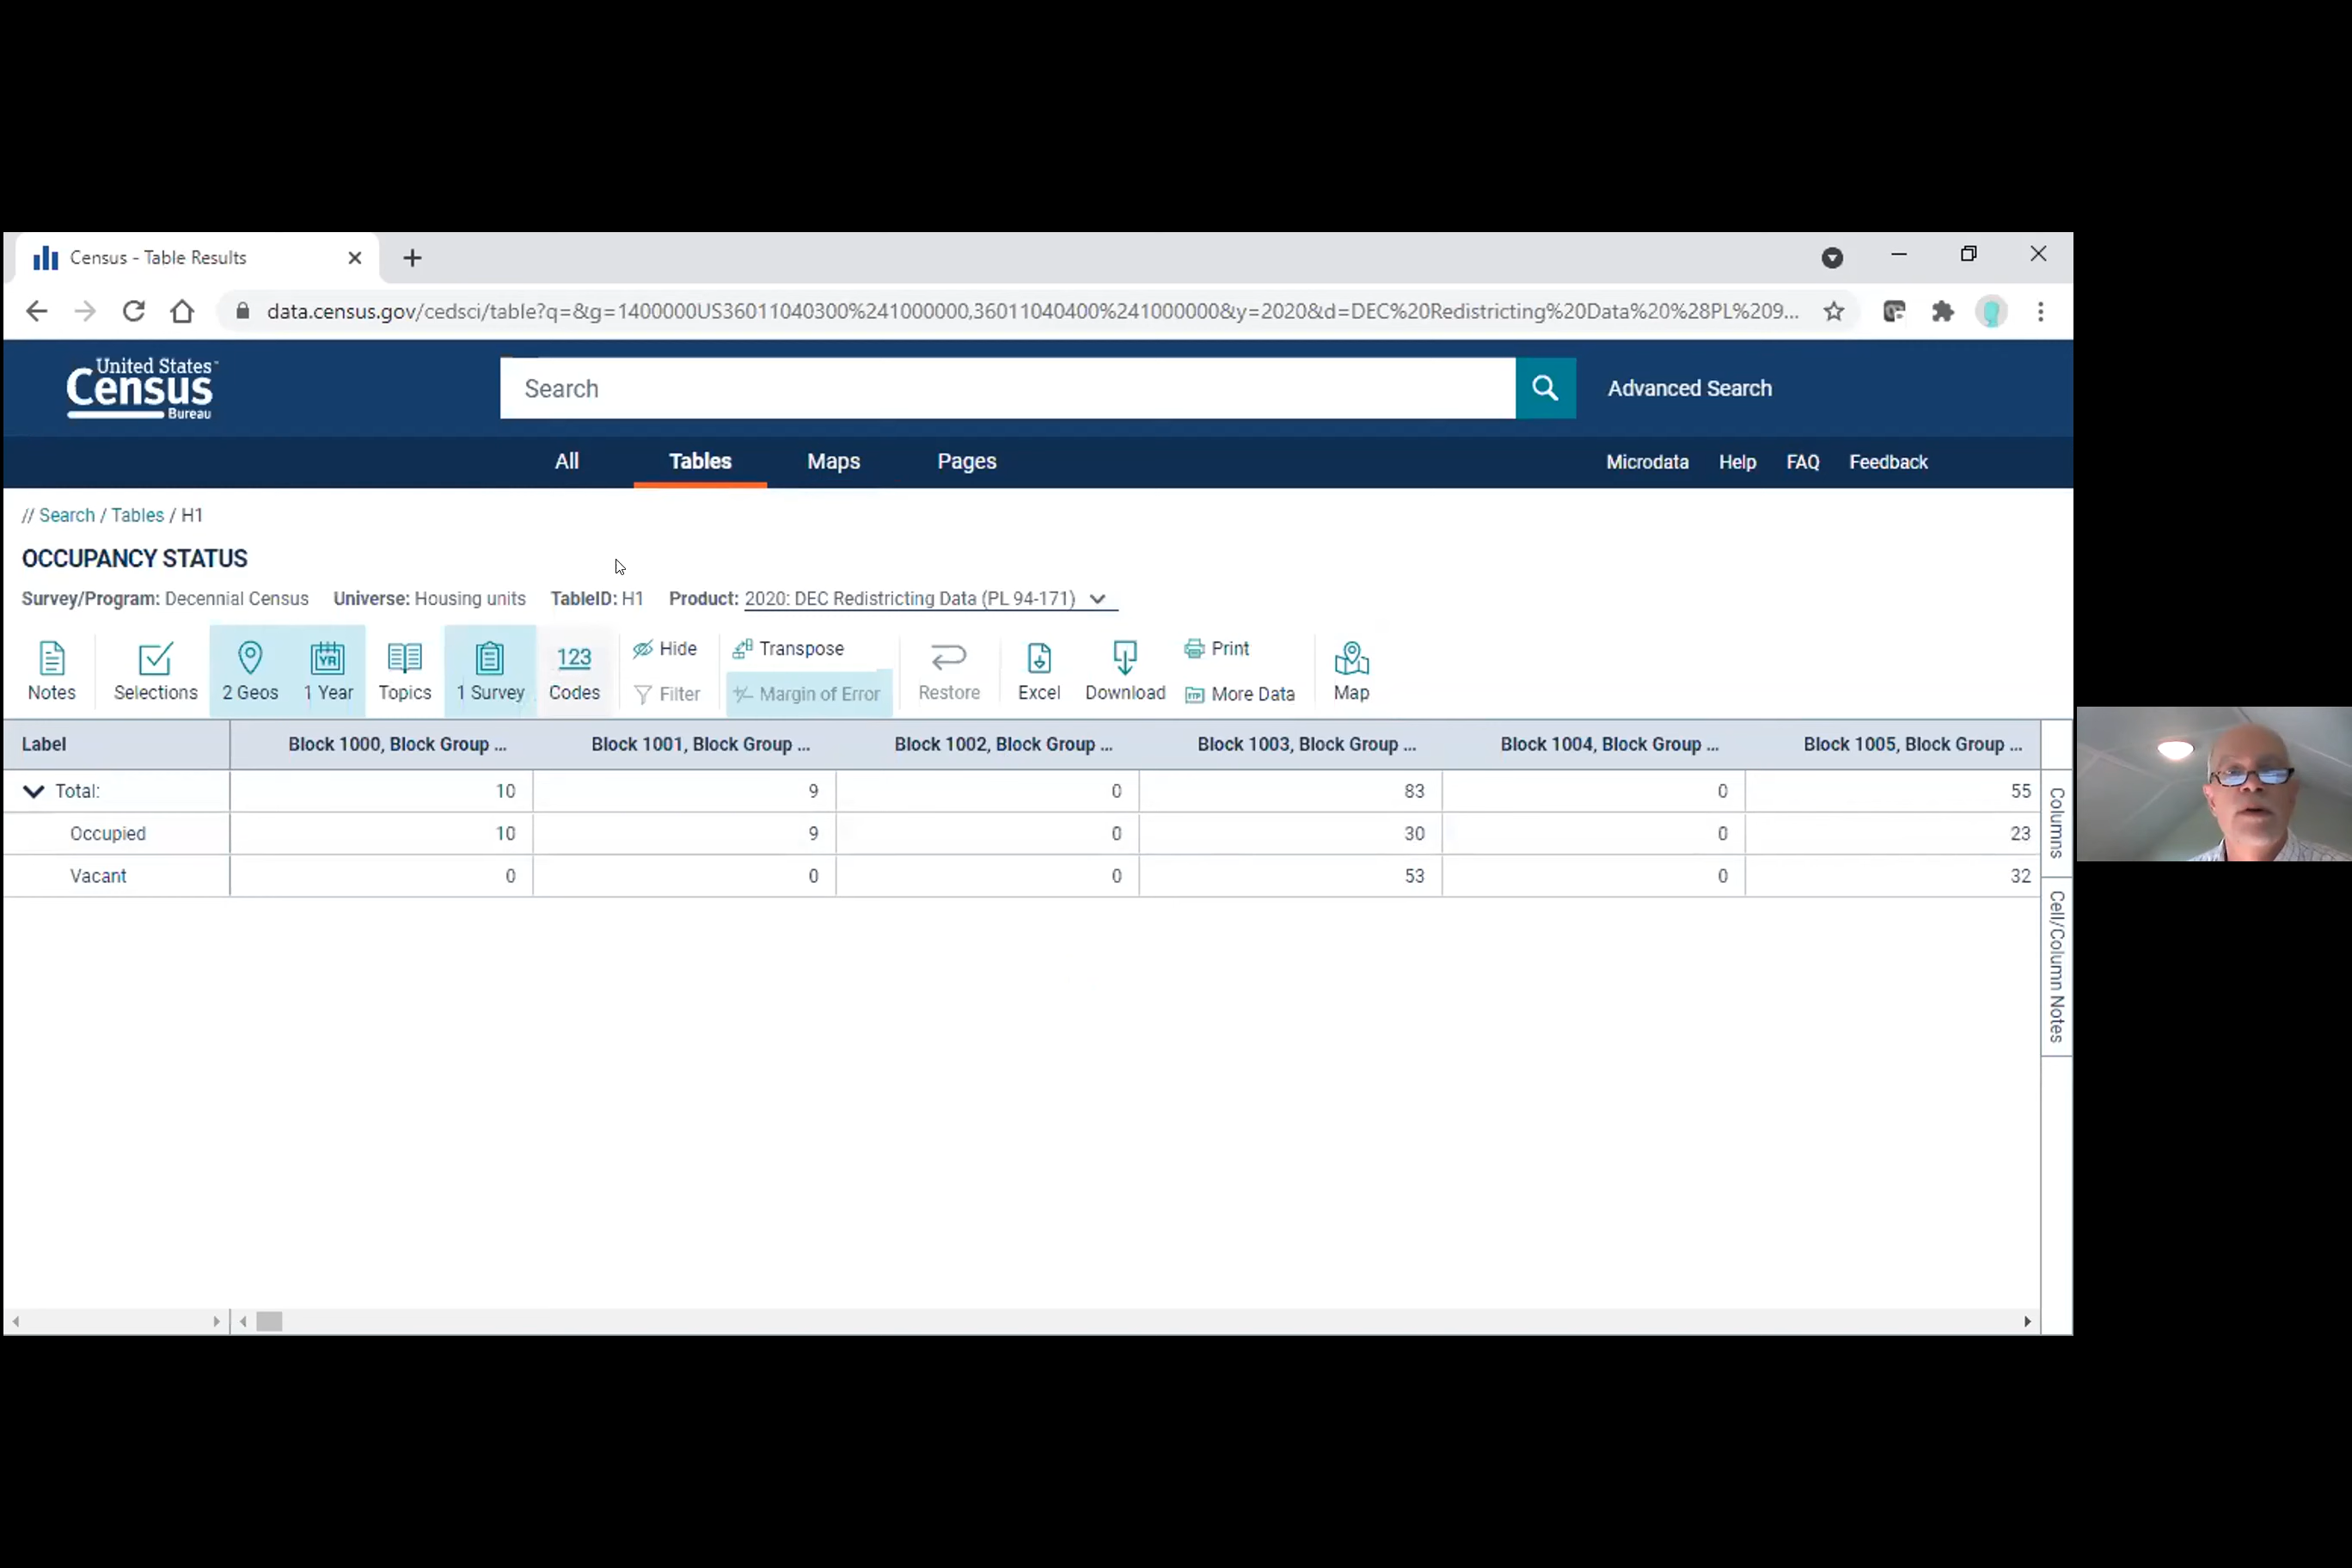 Census - Table Results
data.census.gov/cedsci/table?q=&g=1400000US36011040300%241000000,36011040400%241000000&y=2020&d=DEC%20Redistricting%20Data%20%28PL%209...
United States™
Census
Bureau
Search
Advanced Search
All Tables Maps Pages Microdata Help FAQ Feedback
// Search / Tables / H1
OCCUPANCY STATUS
Survey/Program: Decennial Census Universe: Housing units TableID: H1 Product: 2020: DEC Redistricting Data (PL 94-171)
YR 123 Hide Transpose Print
Notes Selections 2 Geos 1 Year Topics 1 Survey Codes Filter Margin of Error Restore Excel Download FTP More Data Map
Label Block 1000, Block Group ... Block 1001, Block Group ... Block 1002, Block Group ... Block 1003, Block Group ... Block 1004, Block Group ... Block 1005, Block Group ...
Total: 10 9 0 83 0 55
Occupied 10 9 0 30 0 23
Vacant 0 0 0 53 0 32
Columns
Cell/Column Notes